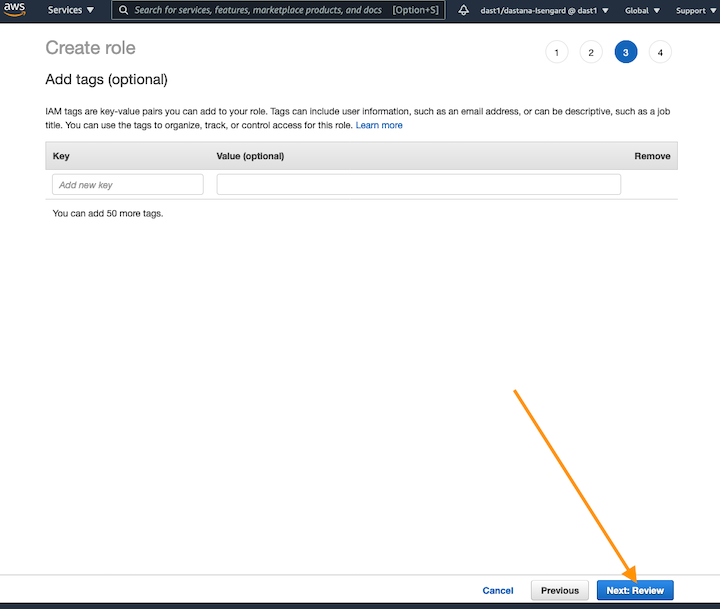 aws
Services ▼
Search for services, features, marketplace products, and docs [Option+S]
dast1/dastana-Isengard @ dast1 ▼
Global ▼
Support ▼
Create role
1 2 3 4
Add tags (optional)
IAM tags are key-value pairs you can add to your role. Tags can include user information, such as an email address, or can be descriptive, such as a job
title. You can use the tags to organize, track, or control access for this role. Learn more
Key Value (optional) Remove
Add new key
You can add 50 more tags.
Cancel Previous Next: Review